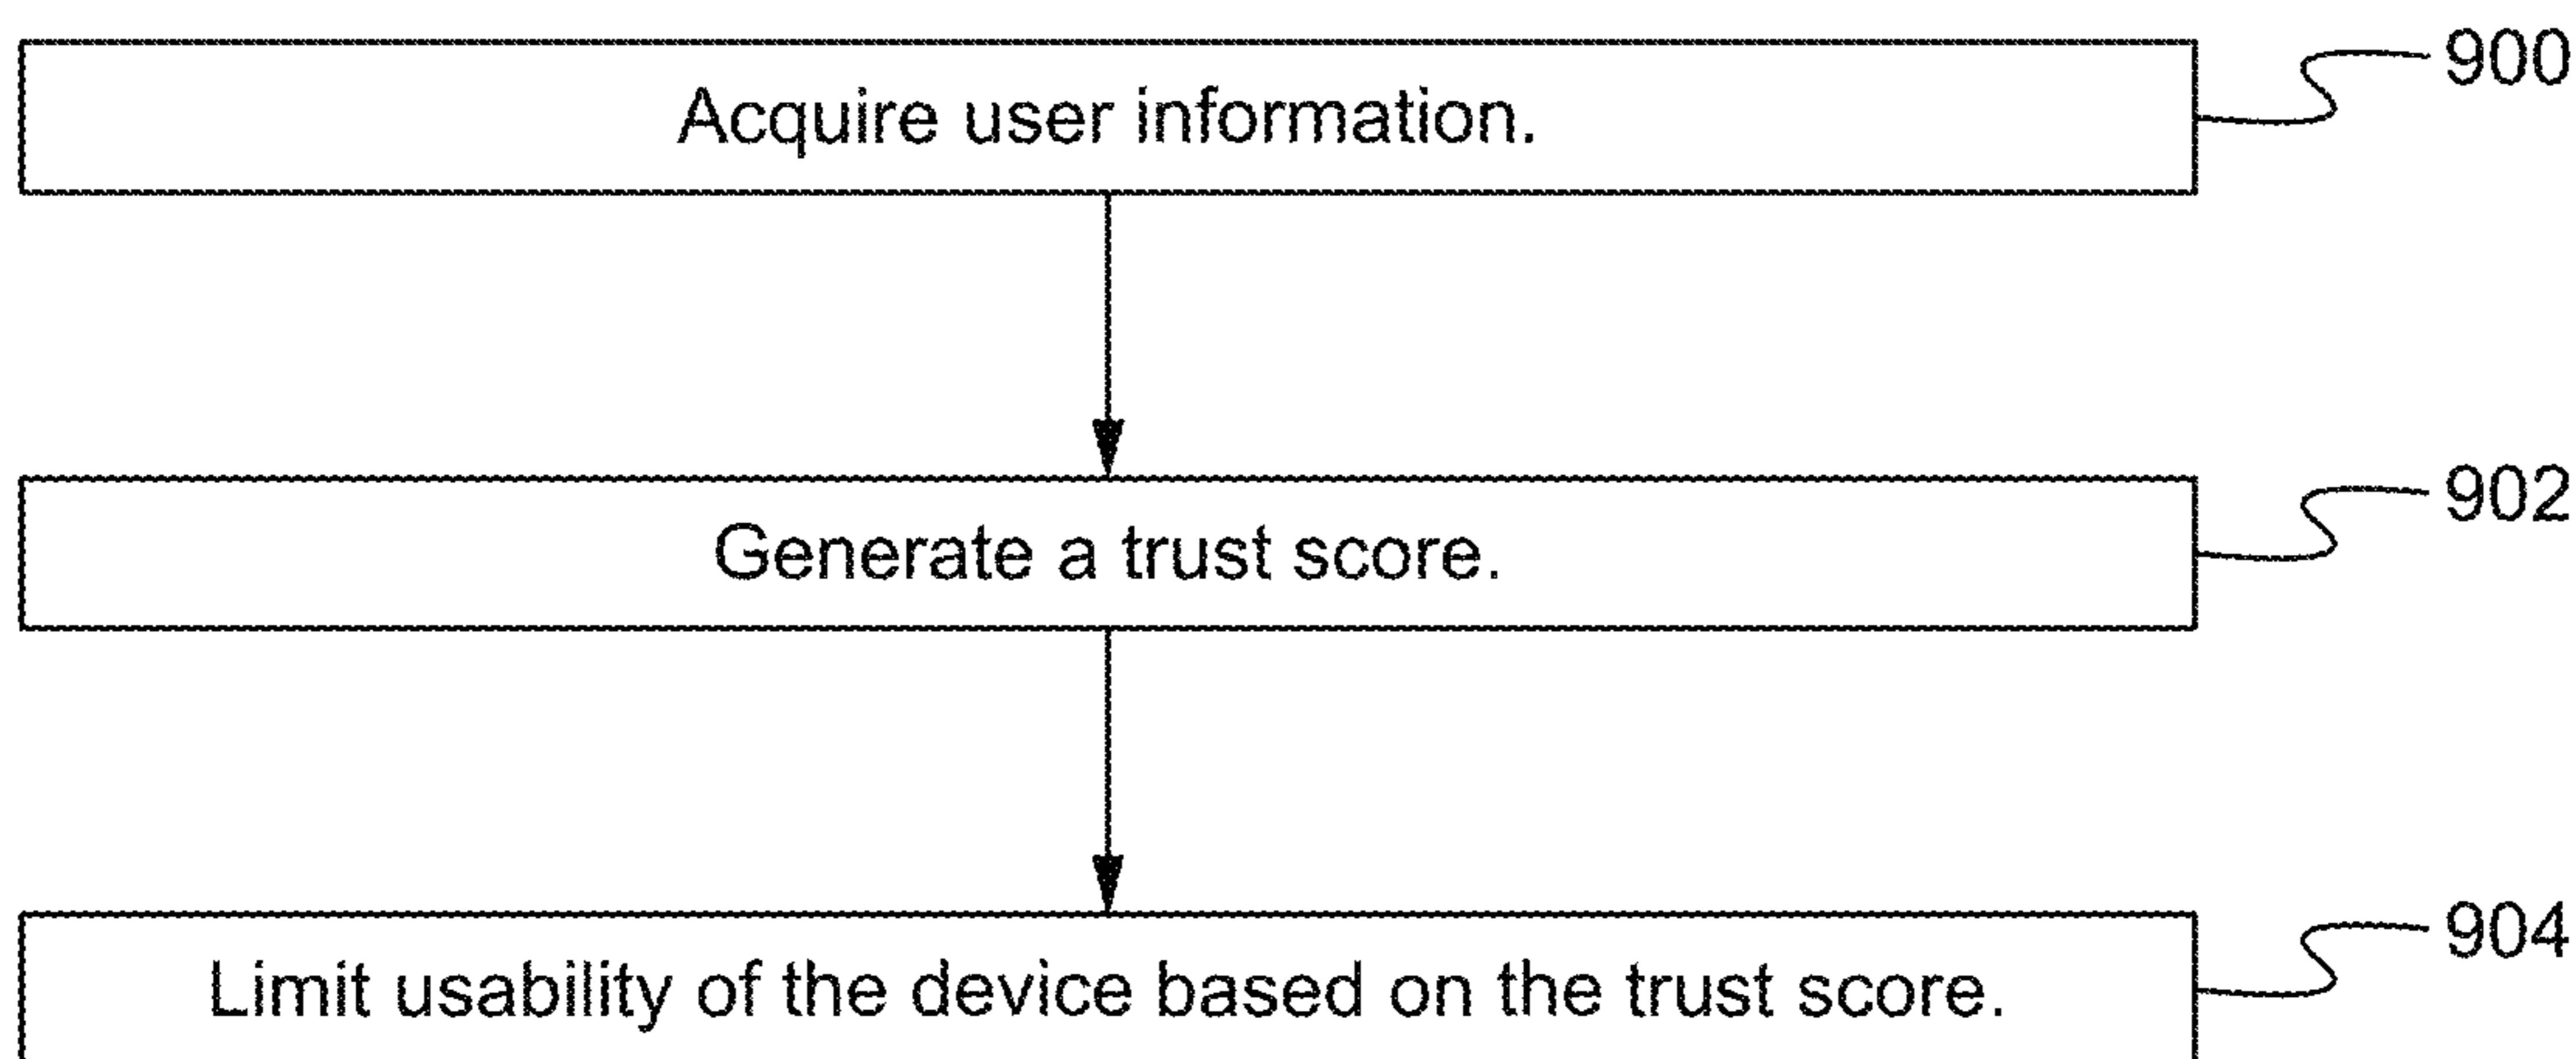 Acquire user information.
900
Generate a trust score.
902
Limit usability of the device based on the trust score.
904